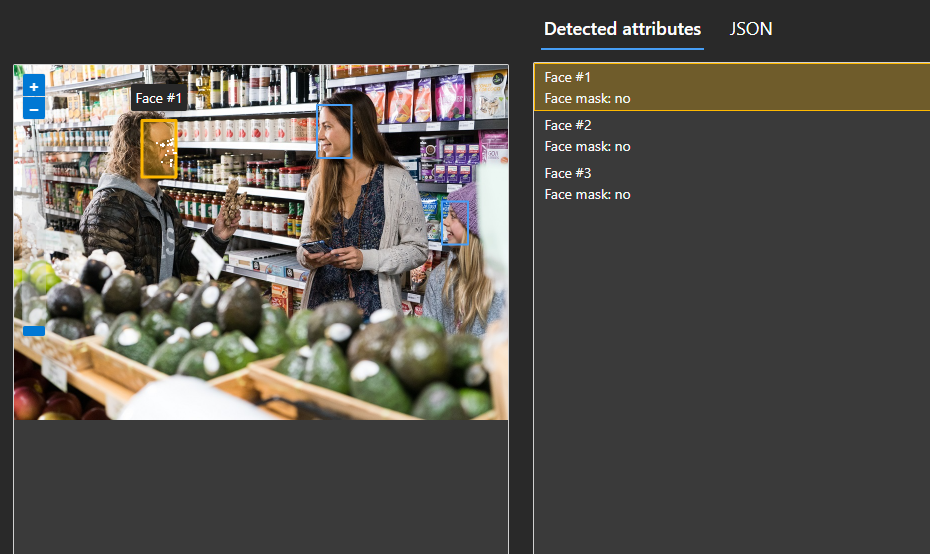 Detected attributes JSON
Face #1
Face mask: no
Face #2
Face mask: no
Face #3
Face mask: no
+
Face #1
−